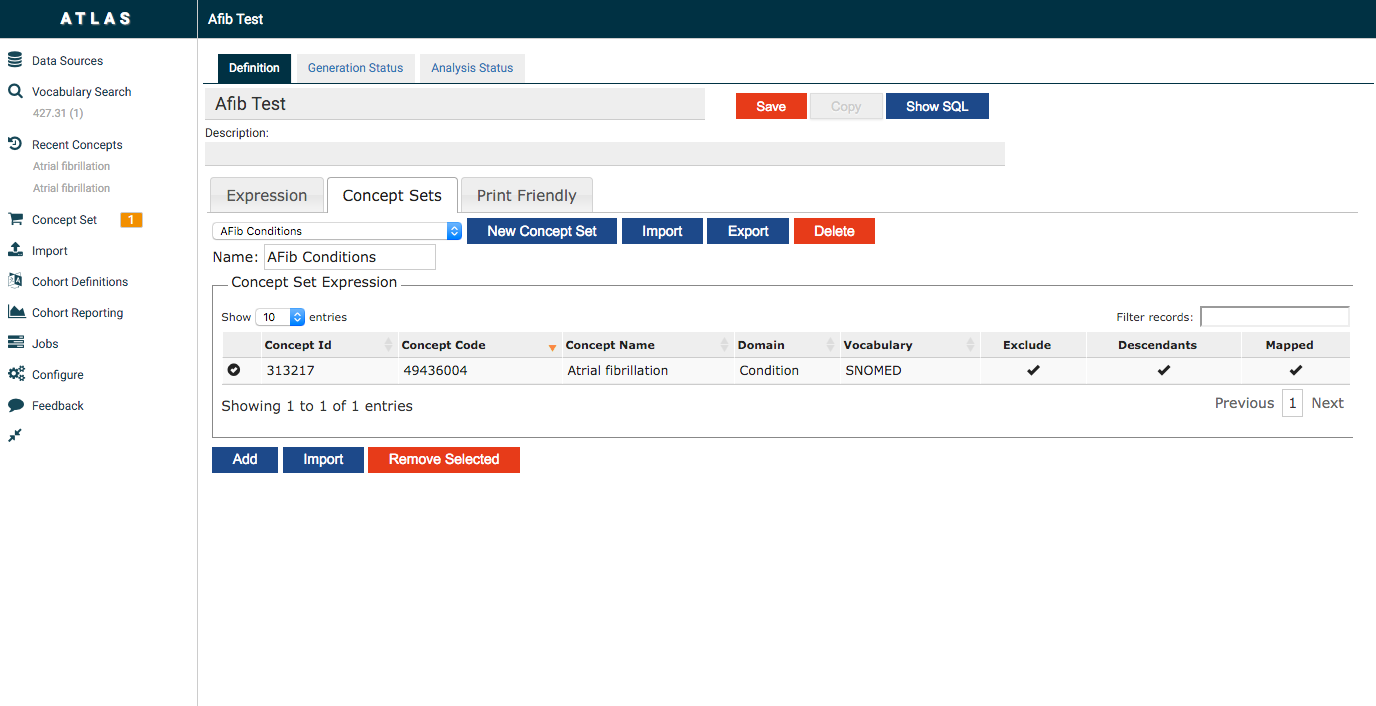 ATLAS
Afib Test
Data Sources
Vocabulary Search
427.31 (1)
Recent Concepts
Atrial fibrillation
Atrial fibrillation
Concept Set 1
Import
Cohort Definitions
Cohort Reporting
Jobs
Configure
Feedback
Definition Generation Status Analysis Status
Afib Test Save Copy Show SQL
Description:
Expression Concept Sets Print Friendly
AFib Conditions New Concept Set Import Export Delete
Name: AFib Conditions
Concept Set Expression
Show 10 entries Filter records:
Concept Id Concept Code Concept Name Domain Vocabulary Exclude Descendants Mapped
313217 49436004 Atrial fibrillation Condition SNOMED
Showing 1 to 1 of 1 entries Previous 1 Next
Add Import Remove Selected